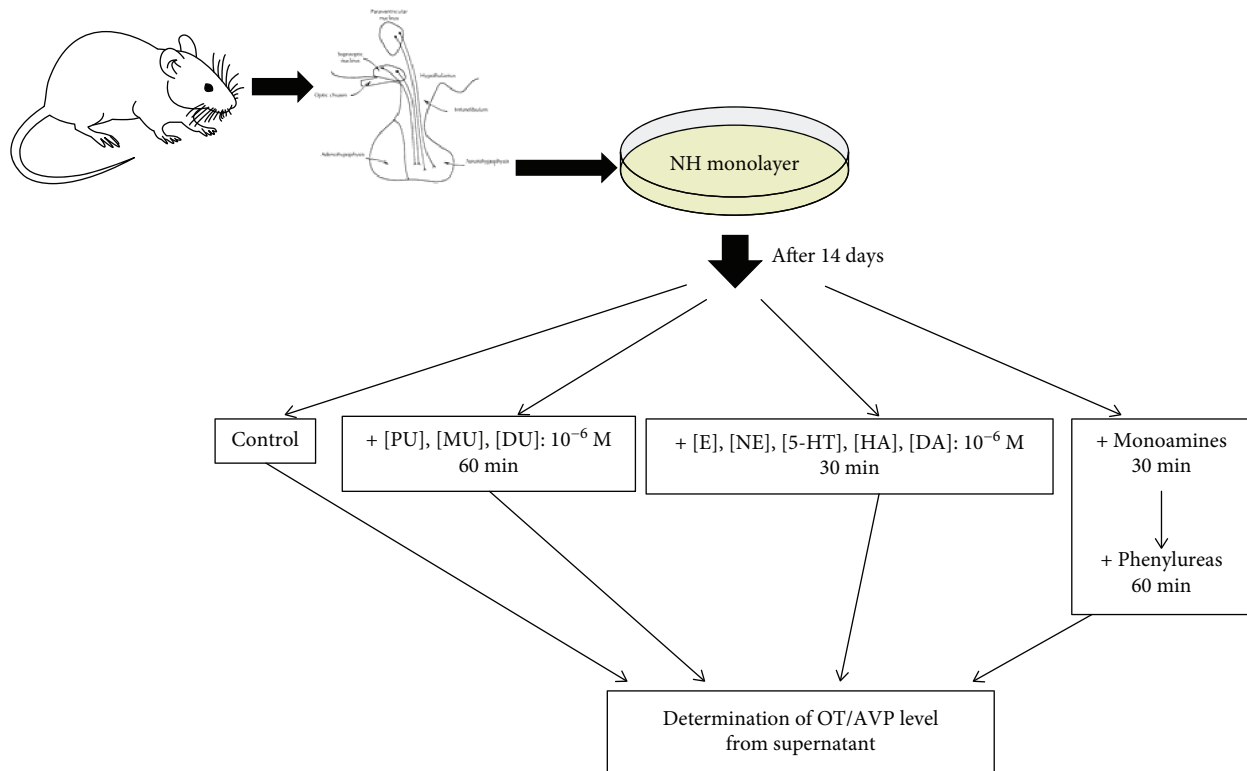 Paraventricular
nucleus
Supraoptic
nucleus
Optic chiasm
Hypothalamus
Infundibulum
Adenohypophysis
Neurohypophysis
NH monolayer
After 14 days
Control
+ [PU], [MU], [DU]: 10⁻⁶ M
60 min
+ [E], [NE], [5-HT], [HA], [DA]: 10⁻⁶ M
30 min
+ Monoamines
30 min
+ Phenylureas
60 min
Determination of OT/AVP level
from supernatant